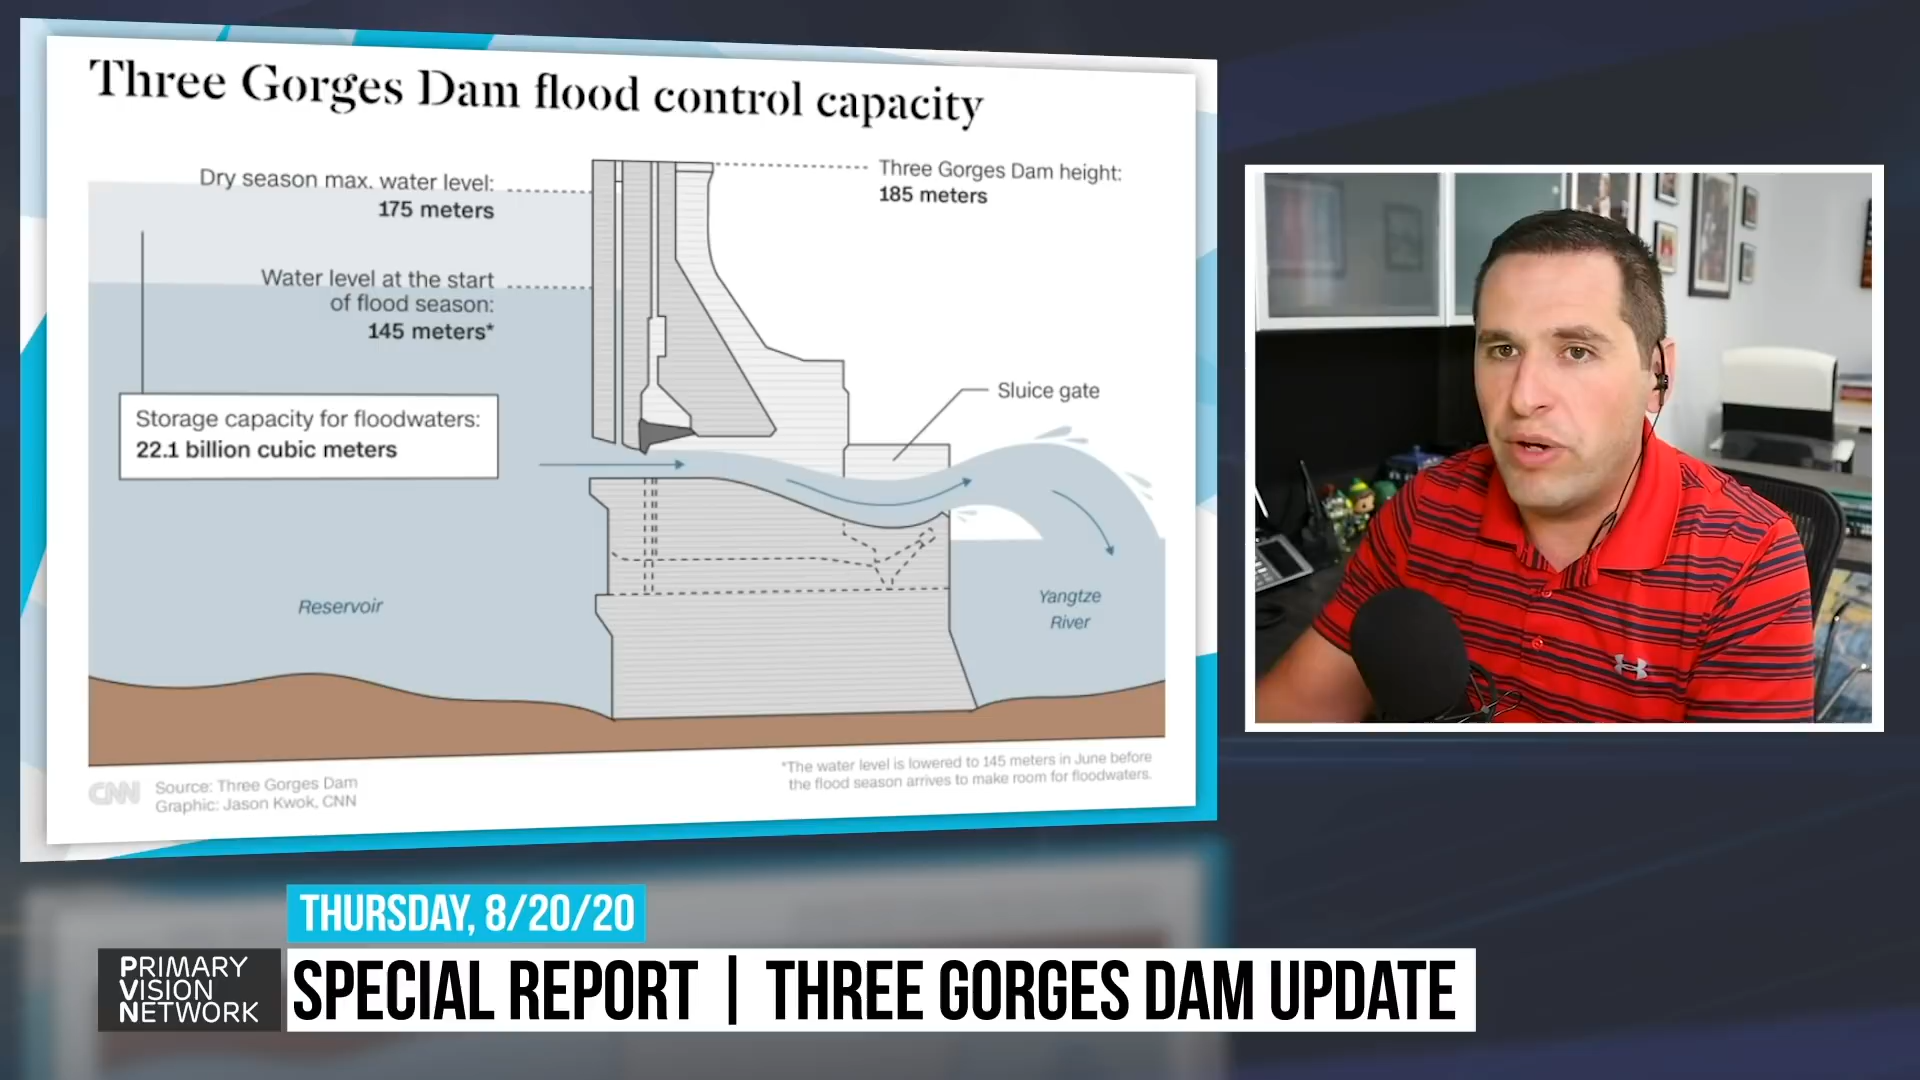 Three Gorges Dam flood control capacity
Dry season max. water level:
175 meters
Three Gorges Dam height:
185 meters
Water level at the start
of flood season:
145 meters*
Sluice gate
Storage capacity for floodwaters:
22.1 billion cubic meters
Reservoir
Yangtze
River
*The water level is lowered to 145 meters in June before
the flood season arrives to make room for floodwaters.
CNN
Source: Three Gorges Dam
Graphic: Jason Kwok, CNN
THURSDAY, 8/20/20
PRIMARY
VISION
NETWORK
SPECIAL REPORT | THREE GORGES DAM UPDATE